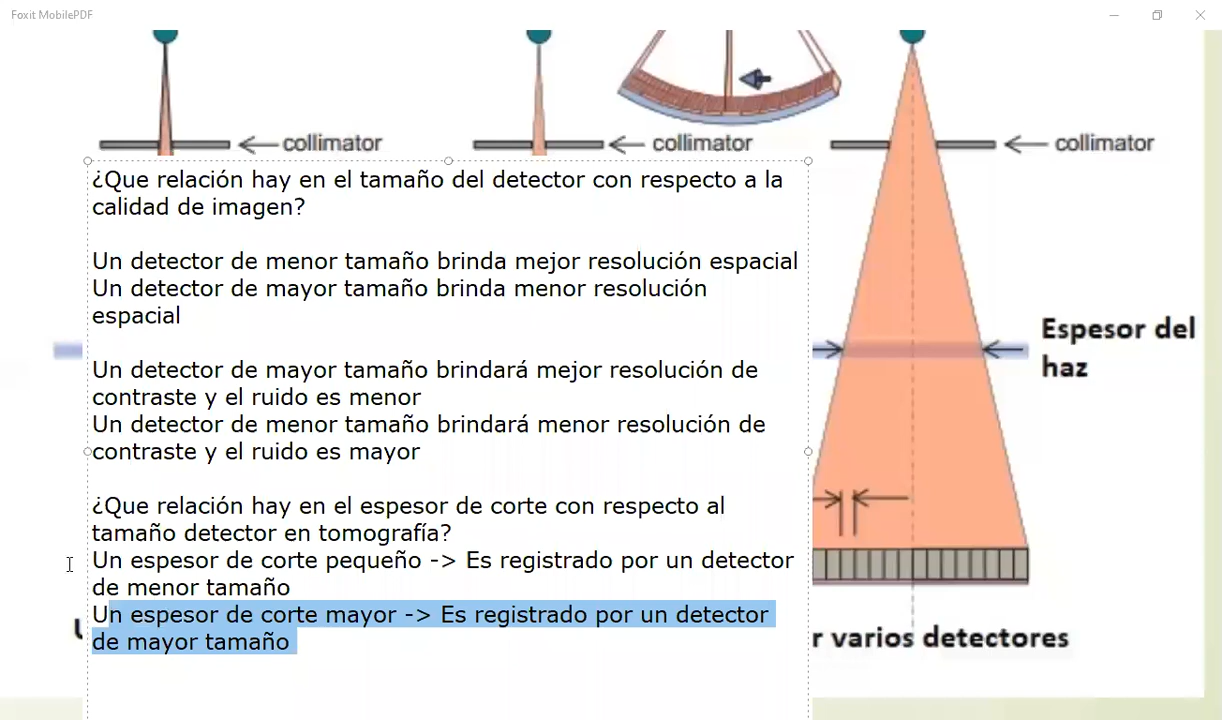 Foxit MobilePDF
collimator
collimator
collimator
¿Que relación hay en el tamaño del detector con respecto a la
calidad de imagen?
Un detector de menor tamaño brinda mejor resolución espacial
Un detector de mayor tamaño brinda menor resolución
espacial
Un detector de mayor tamaño brindará mejor resolución de
contraste y el ruido es menor
Un detector de menor tamaño brindará menor resolución de
contraste y el ruido es mayor
¿Que relación hay en el espesor de corte con respecto al
tamaño detector en tomografía?
Un espesor de corte pequeño -> Es registrado por un detector
de menor tamaño
Un espesor de corte mayor -> Es registrado por un detector
de mayor tamaño
Espesor del
haz
r varios detectores